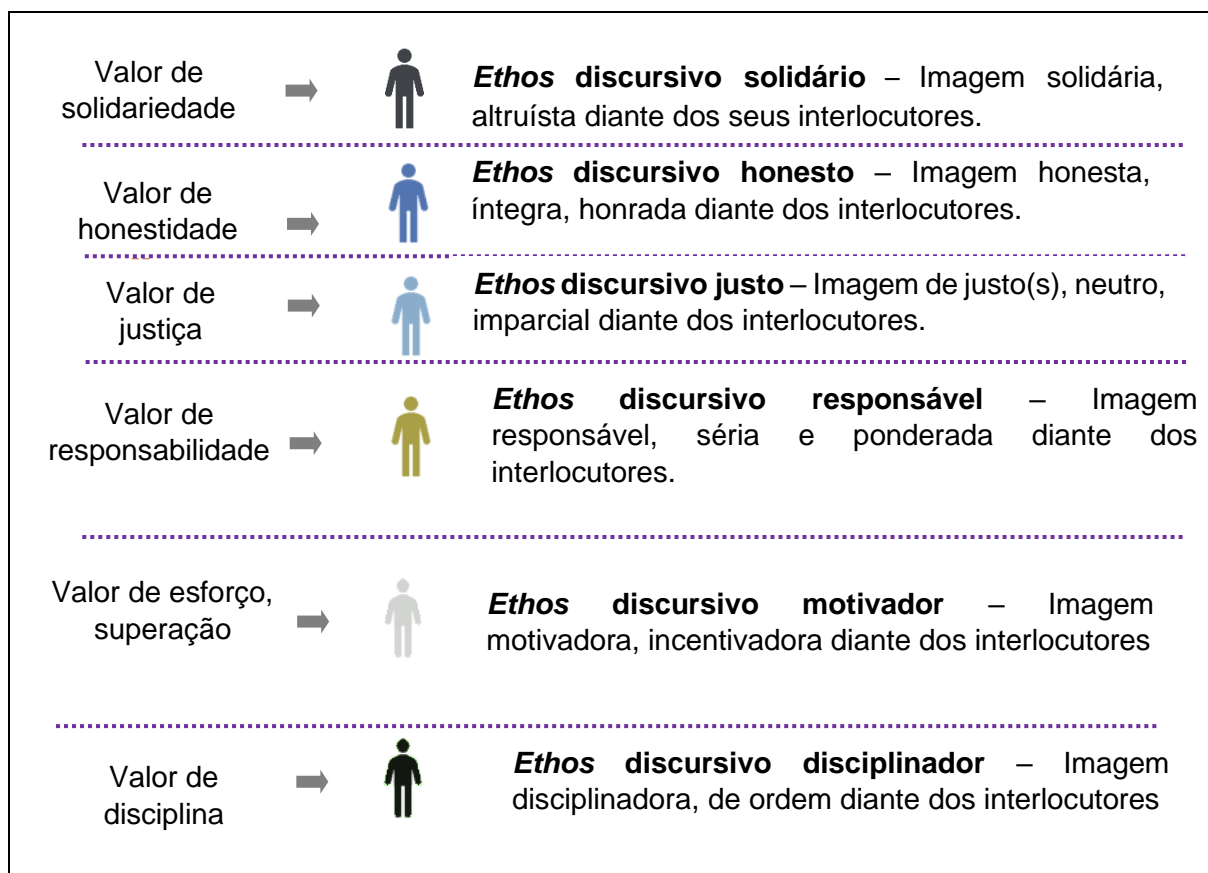 Valor de
solidariedade
Ethos discursivo solidário – Imagem solidária,
altruísta diante dos seus interlocutores.
Valor de
honestidade
Ethos discursivo honesto – Imagem honesta,
íntegra, honrada diante dos interlocutores.
Valor de
justiça
Ethos discursivo justo – Imagem de justo(s), neutro,
imparcial diante dos interlocutores.
Valor de
responsabilidade
Ethos discursivo responsável – Imagem
responsável, séria e ponderada diante dos
interlocutores.
Valor de esforço,
superação
Ethos discursivo motivador – Imagem
motivadora, incentivadora diante dos interlocutores
Valor de
disciplina
Ethos discursivo disciplinador – Imagem
disciplinadora, de ordem diante dos interlocutores